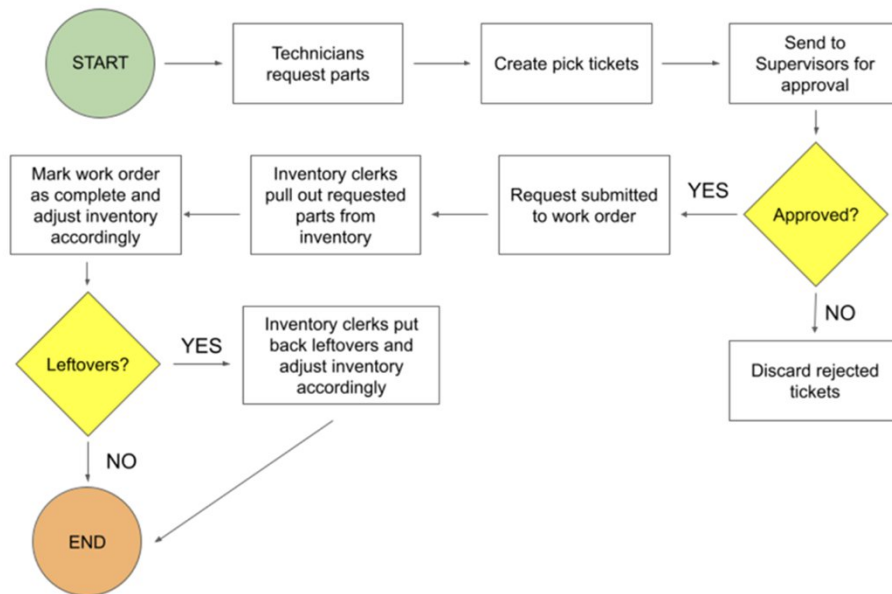 START
Technicians
request parts
Create pick tickets
Send to
Supervisors for
approval
Mark work order
as complete and
adjust inventory
accordingly
Inventory clerks
pull out requested
parts from
inventory
Request submitted
to work order
YES
Approved?
NO
Leftovers?
YES
Inventory clerks put
back leftovers and
adjust inventory
accordingly
Discard rejected
tickets
NO
END